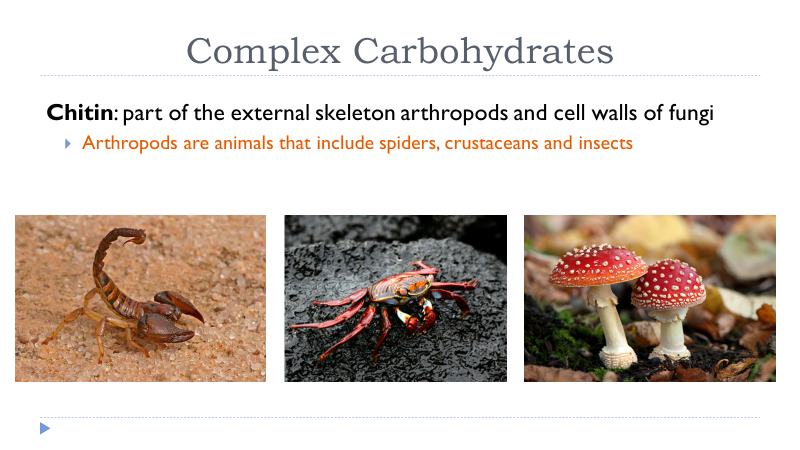 Complex Carbohydrates
Chitin: part of the external skeleton arthropods and cell walls of fungi
Arthropods are animals that include spiders, crustaceans and insects